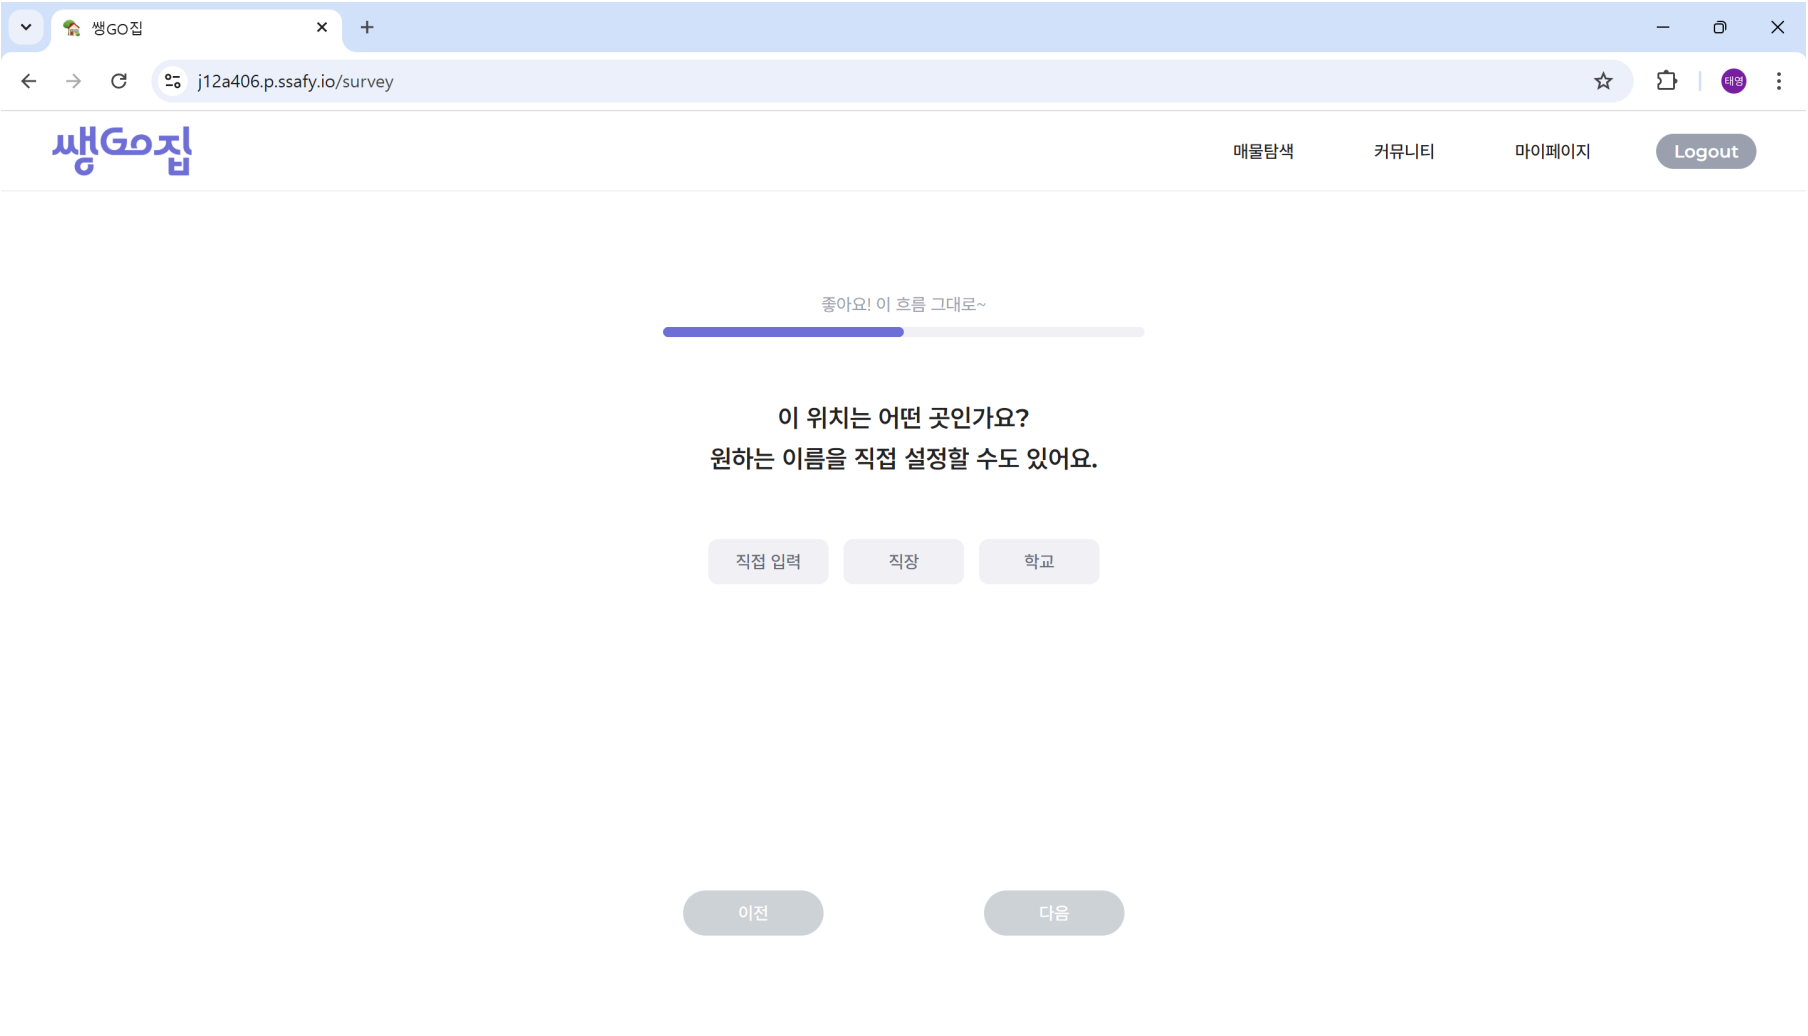 쌩GO집
j12a406.p.ssafy.io/survey
태영
쌩GO집
매물탐색
커뮤니티
마이페이지
Logout
좋아요! 이 흐름 그대로~
이 위치는 어떤 곳인가요?
원하는 이름을 직접 설정할 수도 있어요.
직접 입력
직장
학교
이전
다음